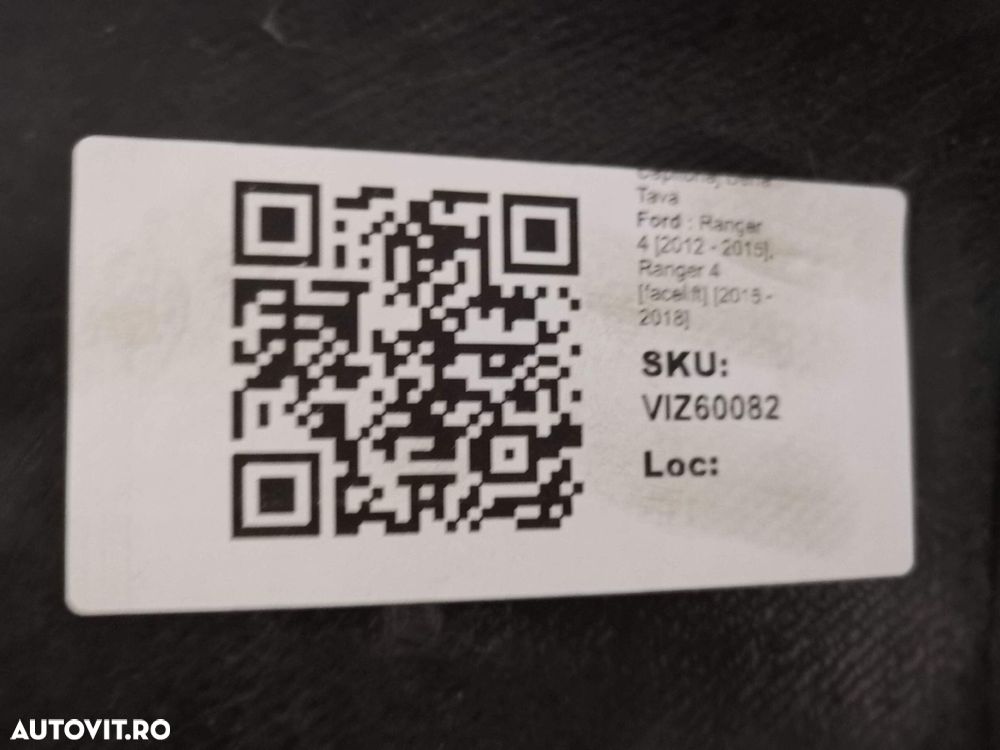 Tava
Ford : Ranger
4 [2012 - 2015],
Ranger 4
[facelift] [2015 -
2018]
SKU:
VIZ60082
Loc:
AUTOVIT.RO